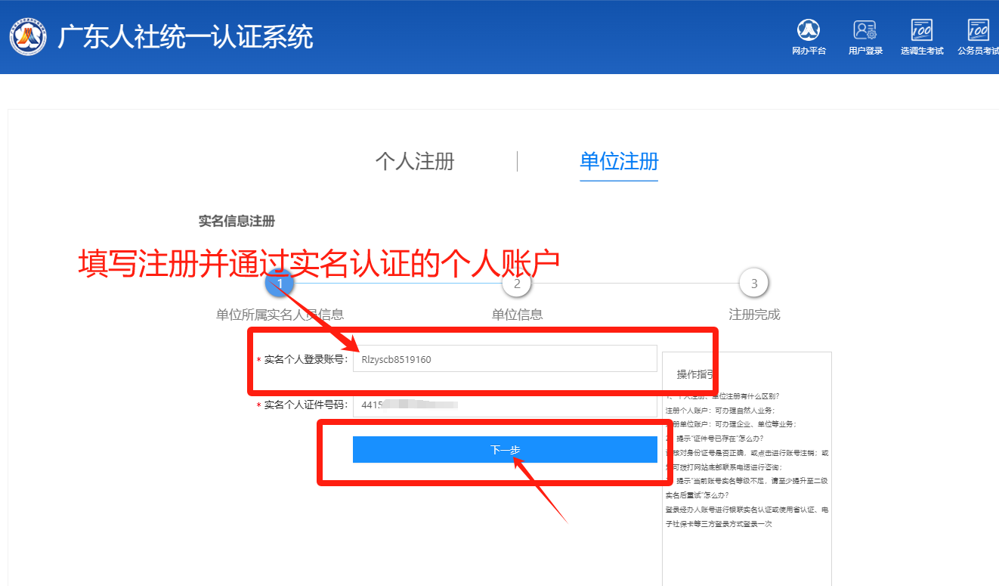 广东人社统一认证系统
网办平台
用户登录
选调生考试
公务员考试
个人注册
单位注册
实名信息注册
填写注册并通过实名认证的个人账户
1
2
3
单位所属实名人员信息
单位信息
注册完成
* 实名个人登录账号:
Rlzyscb8519160
* 实名个人证件号码:
4415
下一步
操作指引
1、个人注册、单位注册有什么区别?
注册个人账户: 可办理自然人业务;
注册单位账户: 可办理企业、单位等业务;
提示“证件号已存在”怎么办?
核对身份证号是否正确, 或点击进行账号注销; 或
可拨打网站底部联系电话进行咨询;
提示“当前账号实名等级不足, 请至少提升至二级
实名后重试”怎么办?
登录经办人账号进行银联实名认证或使用省认证、电
子社保卡等三方登录方式登录一次